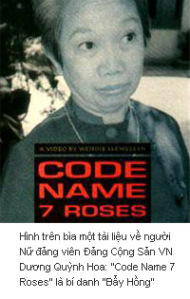 A VIDEO BY WENDIE LLEWELLYN
CODE
NAME
7 ROSES
Hình trên bìa một tài liệu về người
Nữ đảng viên Đảng Cộng Sản VN
Dương Quỳnh Hoa: "Code Name 7
Roses" là bí danh "Bảy Hồng"